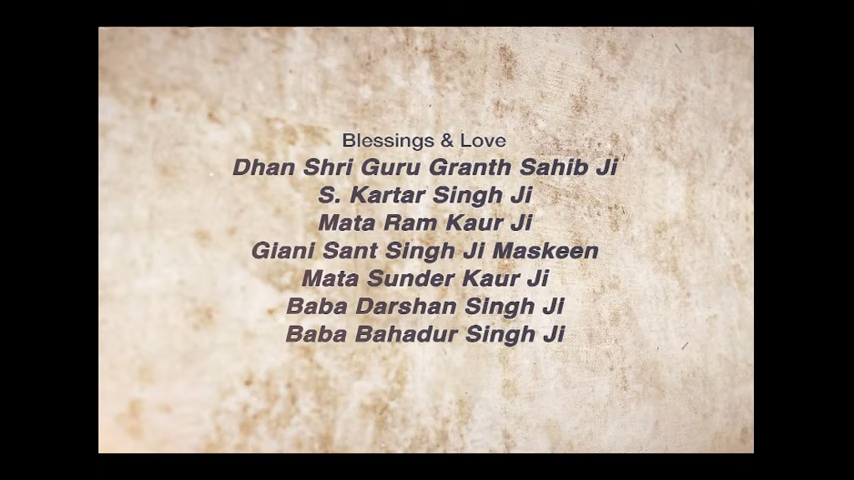 Blessings & Love
Dhan Shri Guru Granth Sahib Ji
S. Kartar Singh Ji
Mata Ram Kaur Ji
Giani Sant Singh Ji Maskeen
Mata Sunder Kaur Ji
Baba Darshan Singh Ji
Baba Bahadur Singh Ji